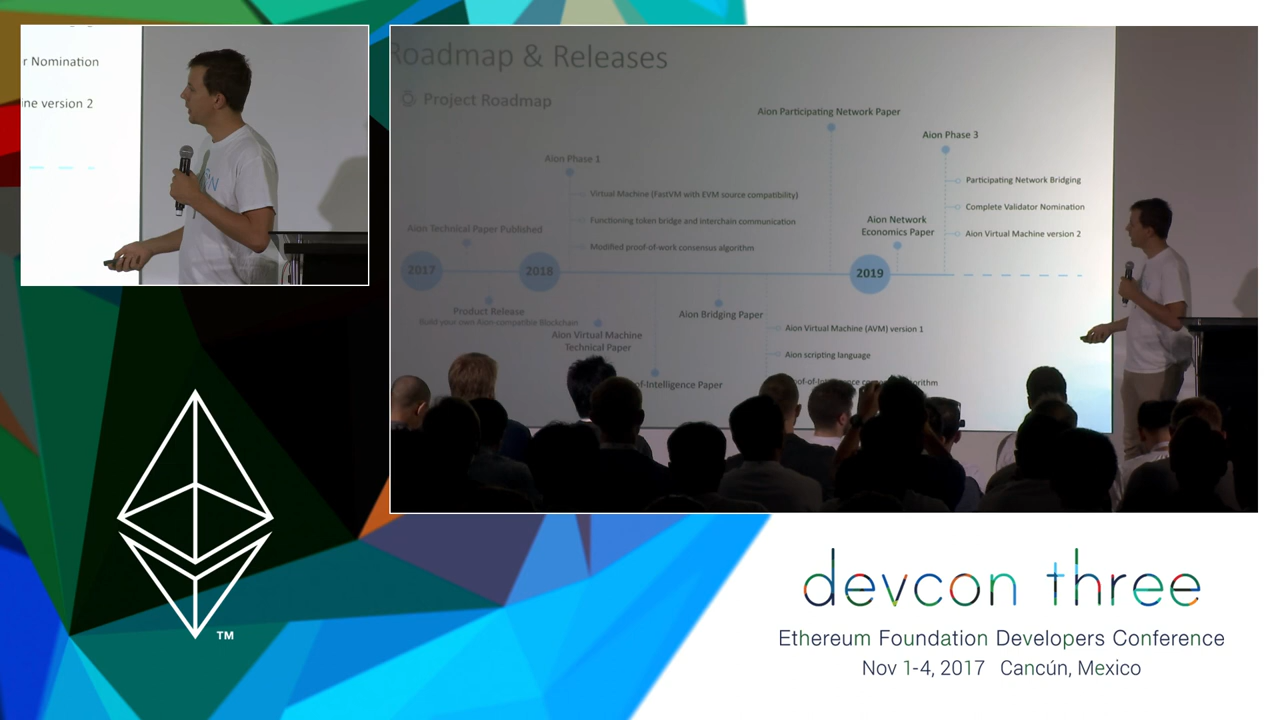 r Nomination
ine version 2
Roadmap & Releases
Project Roadmap
Aion Participating Network Paper
Aion Phase 3
Aion Phase 1
Participating Network Bridging
Virtual Machine (FastVM with EVM source compatibility)
Complete Validator Nomination
Functioning token bridge and interchain communication
Aion Network
Economics Paper
Aion Technical Paper Published
Aion Virtual Machine version 2
Modified proof-of-work consensus algorithm
2017
2018
2019
Product Release
Build your own Aion-compatible Blockchain
Aion Bridging Paper
Aion Virtual Machine
Technical Paper
Aion Virtual Machine (AVM) version 1
Aion scripting language
of-Intelligence Paper
devcon three
Ethereum Foundation Developers Conference
Nov 1-4, 2017 Cancún, Mexico
TM